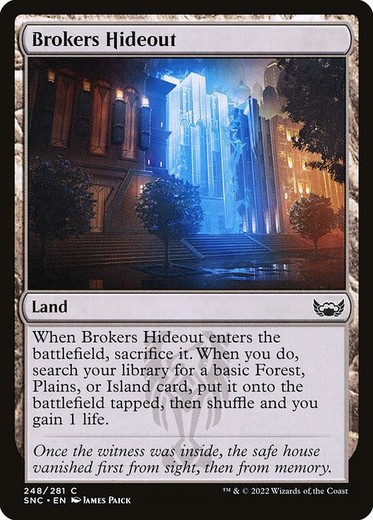 Brokers Hideout
Land
When Brokers Hideout enters the
battlefield, sacrifice it. When you do,
search your library for a basic Forest,
Plains, or Island card, put it onto the
battlefield tapped, then shuffle and you
gain 1 life.
Once the witness was inside, the safe house
vanished first from sight, then from memory.
248/281 C
SNC • EN James Paick
™ & © 2022 Wizards of the Coast